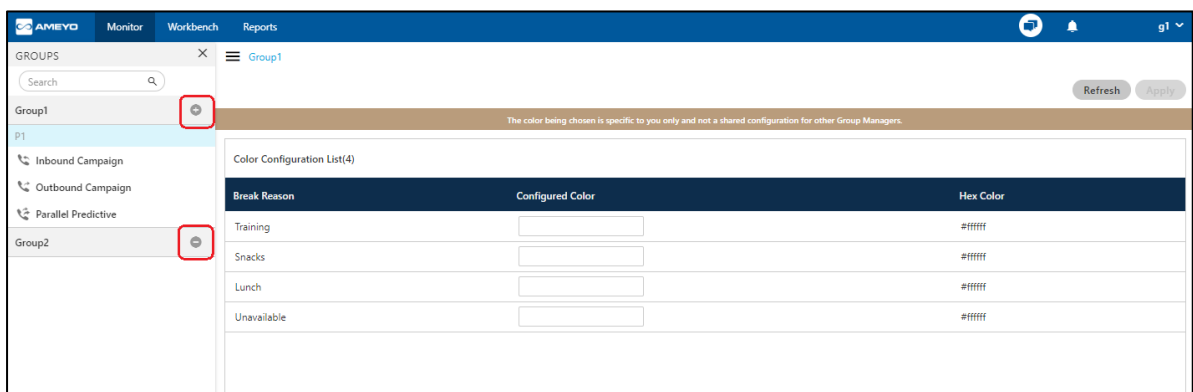 AMEYO Monitor Workbench Reports g1
GROUPS
Group1
Search
Refresh Apply
Group1
The color being chosen is specific to you only and not a shared configuration for other Group Managers.
P1
Inbound Campaign
Outbound Campaign
Parallel Predictive
Group2
Color Configuration List(4)
Break Reason Configured Color Hex Color
Training #ffffff
Snacks #ffffff
Lunch #ffffff
Unavailable #ffffff